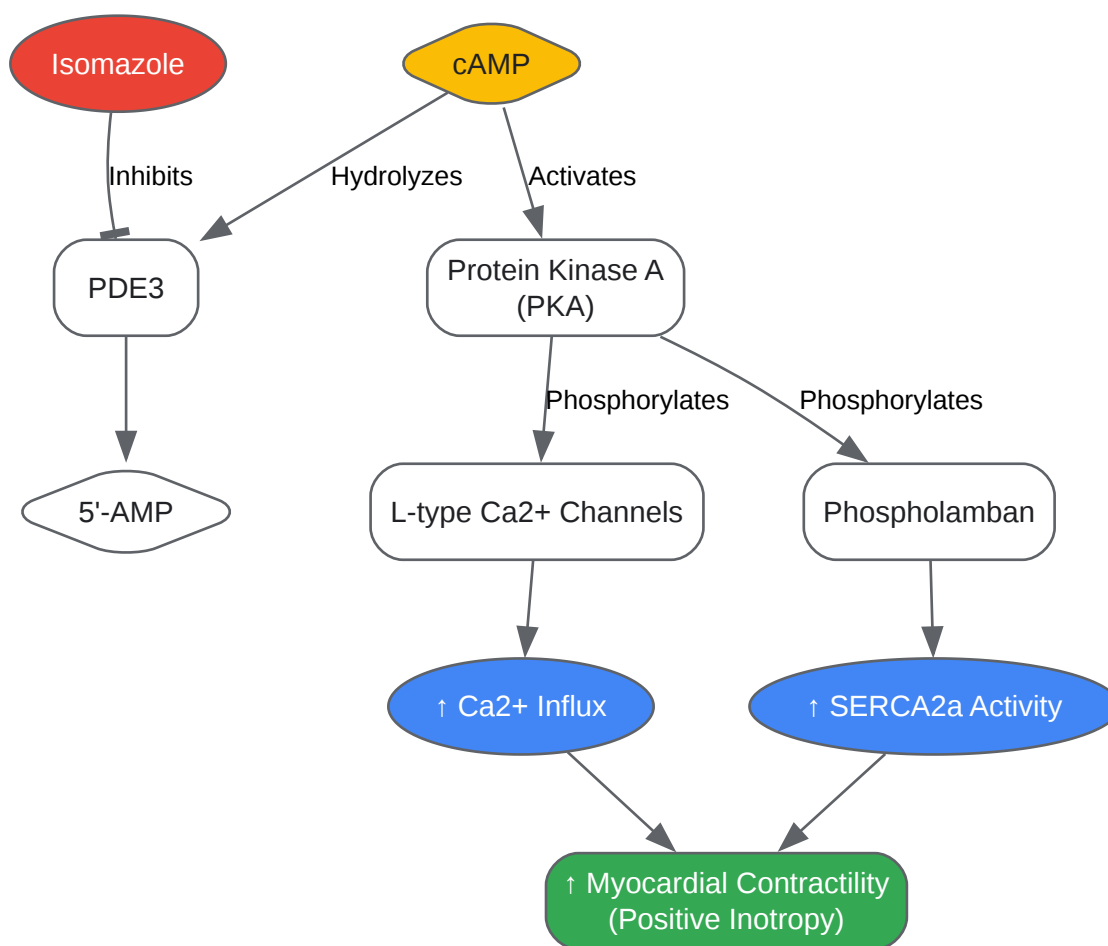 Isomazole
cAMP
Inhibits
Hydrolyzes
Activates
PDE3
Protein Kinase A
(PKA)
Phosphorylates
Phosphorylates
5'-AMP
L-type Ca2+ Channels
Phospholamban
↑ Ca2+ Influx
↑ SERCA2a Activity
↑ Myocardial Contractility
(Positive Inotropy)